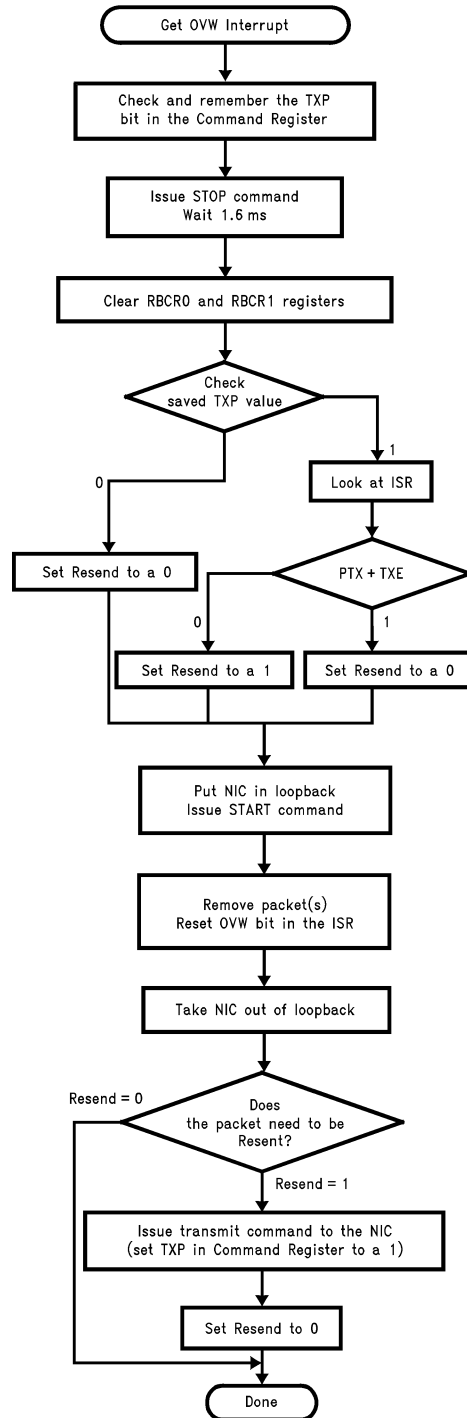 Get OVW Interrupt
Check and remember the TXP
bit in the Command Register
Issue STOP command
Wait 1.6 ms
Clear RBCR0 and RBCR1 registers
Check
saved TXP value
1
0
Look at ISR
Set Resend to a 0
PTX + TXE
0
1
Set Resend to a 1
Set Resend to a 0
Put NIC in loopback
Issue START command
Remove packet(s)
Reset OVW bit in the ISR
Take NIC out of loopback
Resend = 0
Does
the packet need to be
Resent?
Resend = 1
Issue transmit command to the NIC
(set TXP in Command Register to a 1)
Set Resend to 0
Done